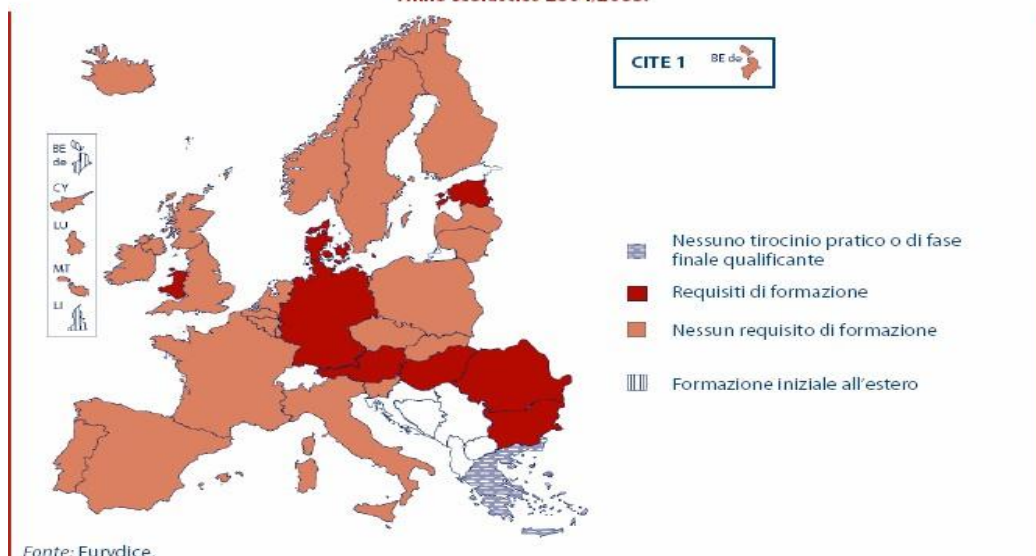 CITE 1
BE de
BE
de
CY
LU
MT
LI
Nessuno tirocinio pratico o di fase
finale qualificante
Requisiti di formazione
Nessun requisito di formazione
Formazione iniziale all'estero
Fonte: Eurydice.